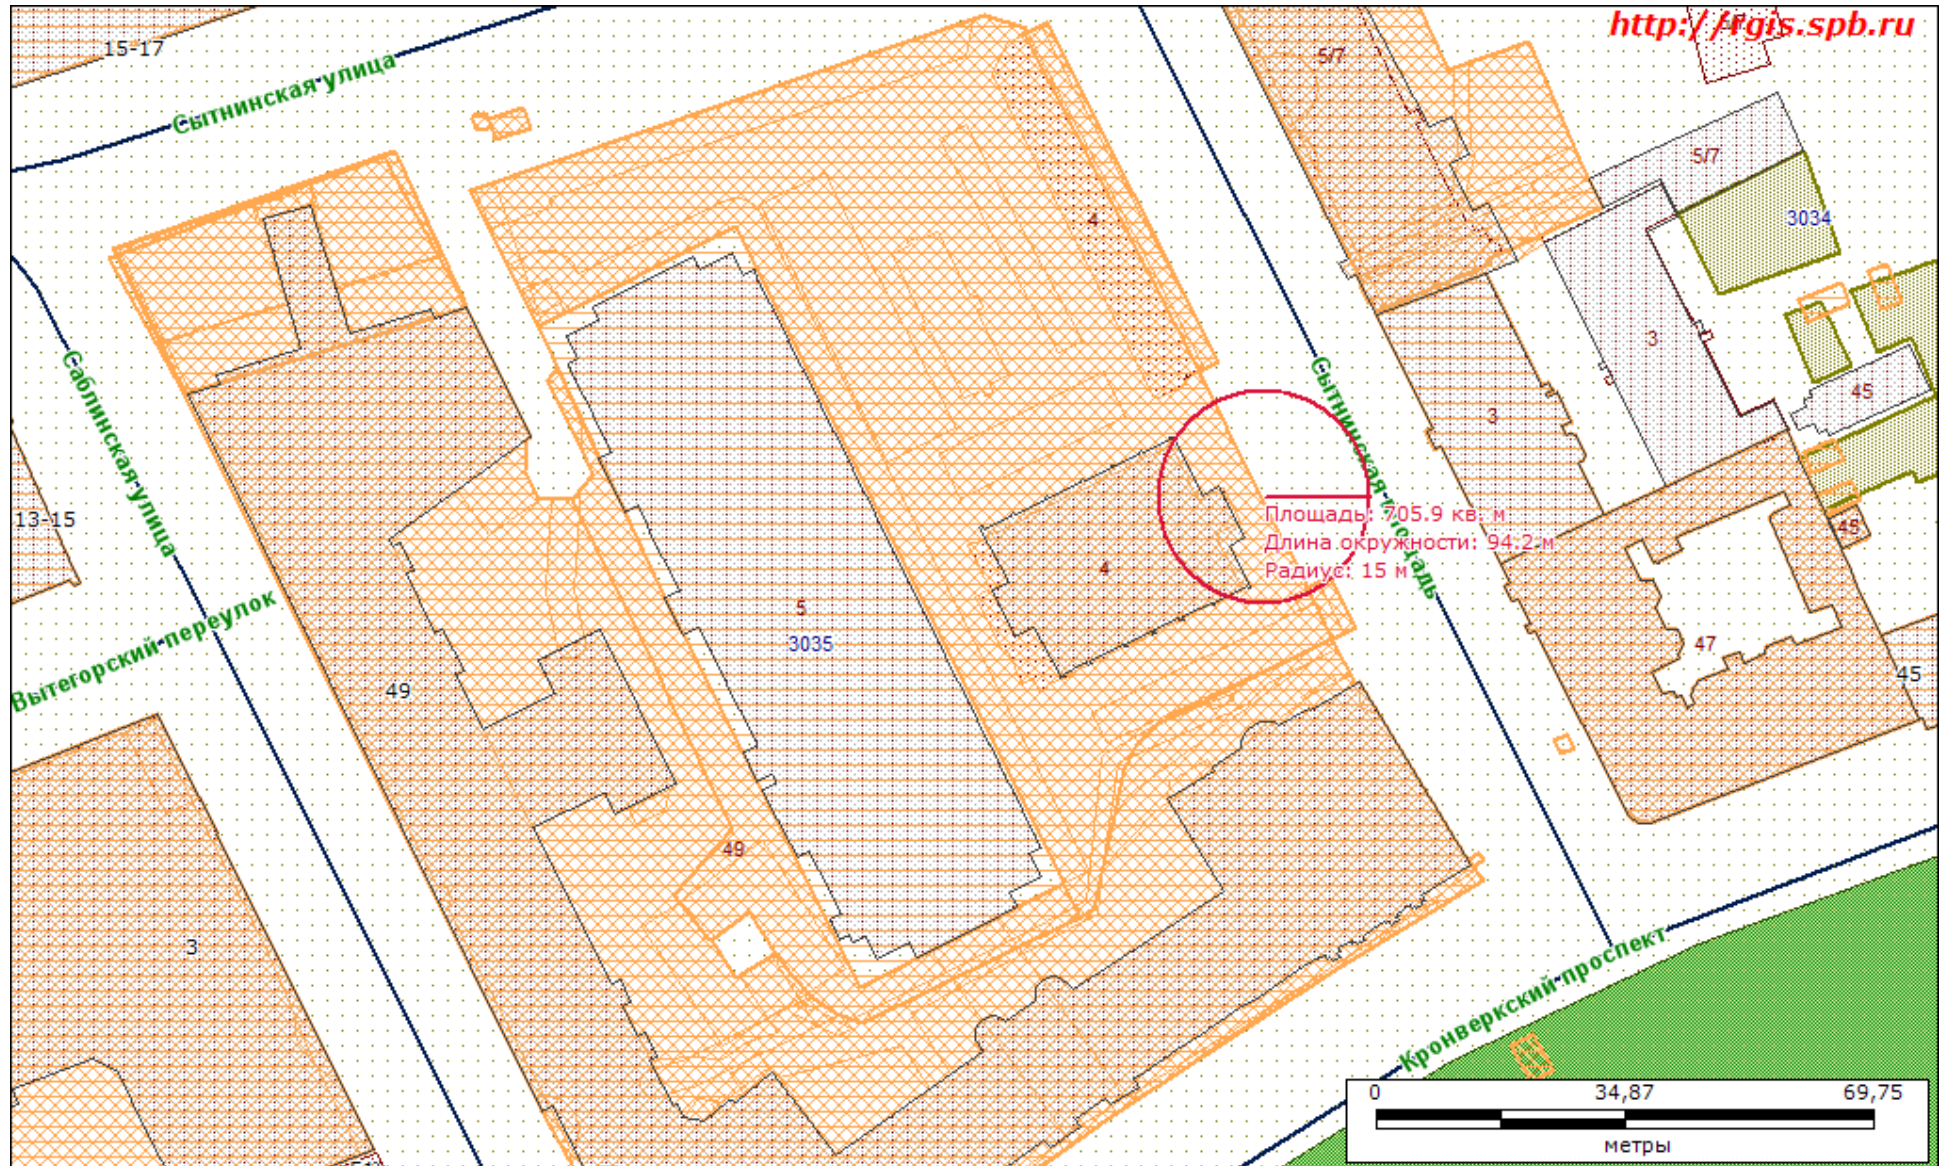 http://rgis.spb.ru
15-17
Сытнинская улица
5/7
5/7
3034
4
3
3
45
Саблинская улица
Сытнинская площадь
13-15
Площадь: 705.9 кв. м
Длина окружности: 94.2 м
Радиус: 15 м
45
4
5
3035
Вытегорский переулок
47
45
49
49
3
Кронверкский проспект
0 34,87 69,75
метры